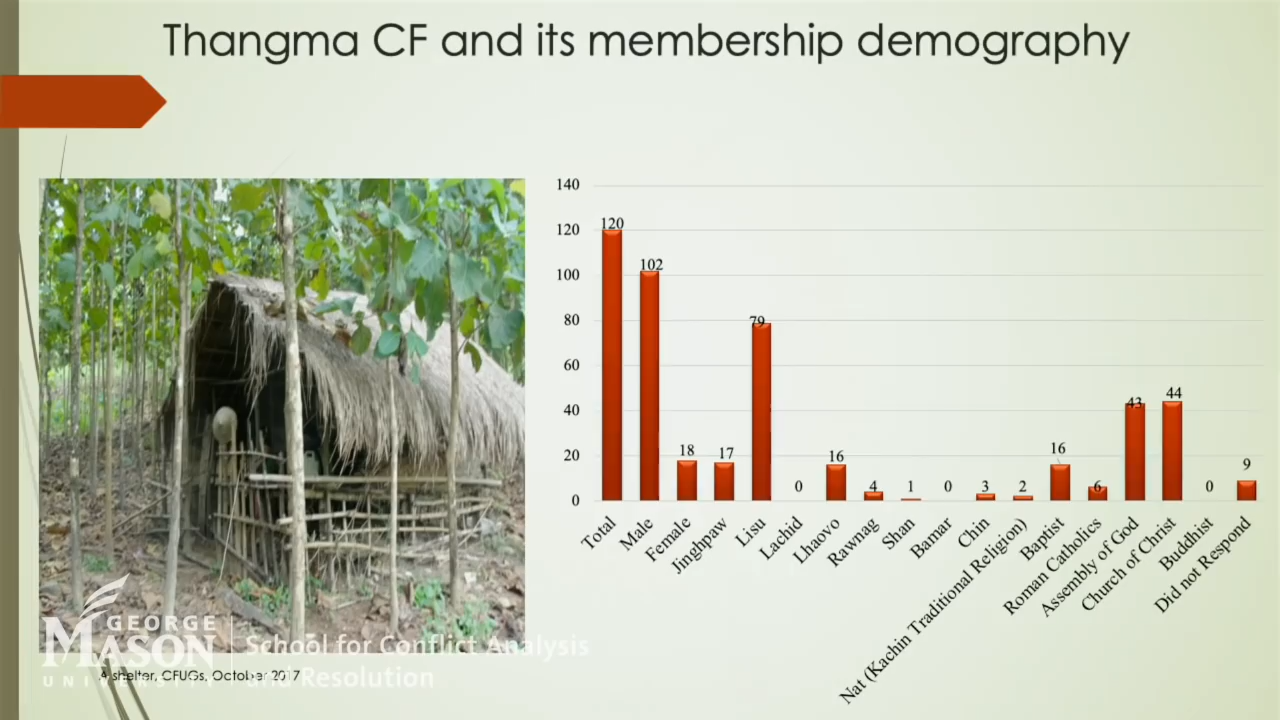 Thangma CF and its membership demography
140
120
100
80
60
40
20
0
120
102
18
17
79
0
16
4
1
0
3
2
16
6
43
44
0
9
Total
Male
Female
Jinghpaw
Lisu
Lachid
Lhaovo
Rawnag
Shan
Bamar
Chin
Nat (Kachin Traditional Religion)
Baptist
Roman Catholics
Assembly of God
Church of Christ
Buddhist
Did not Respond
GEORGE
MASON
UNIVERSITY
School for Conflict Analysis
and Resolution
A shelter, CFUGs, October 2017